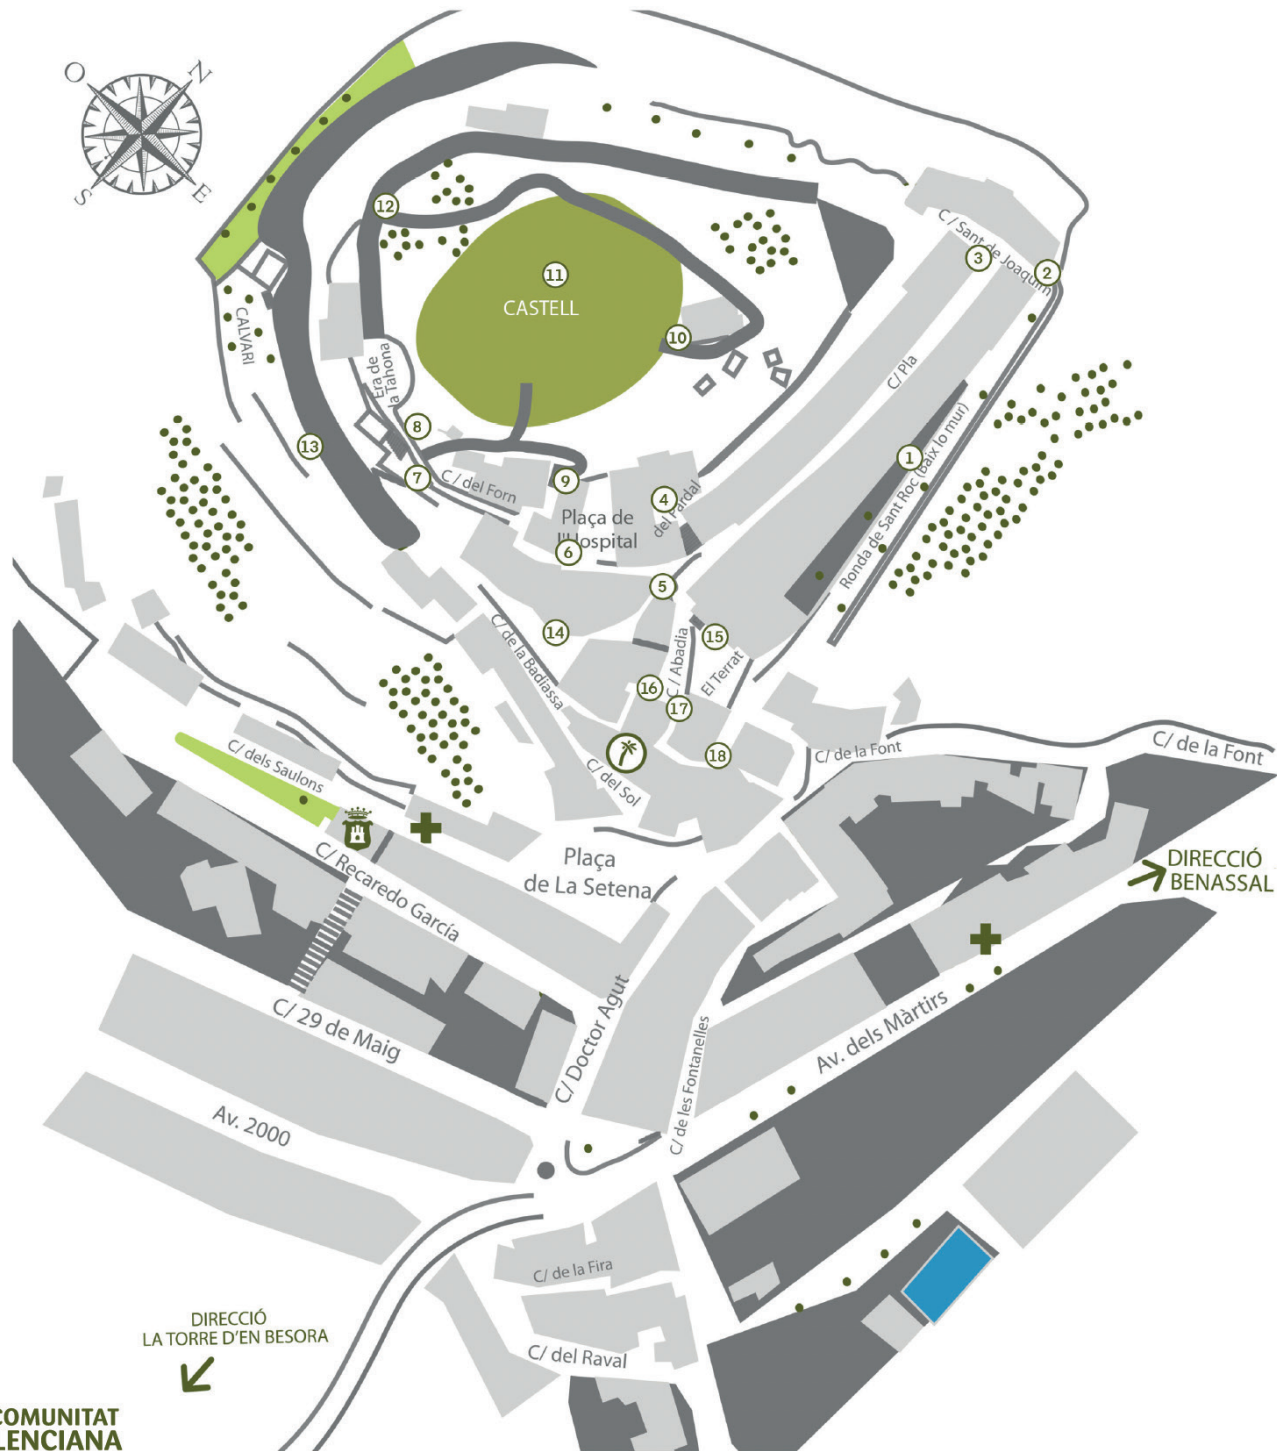 O
N
S
E
12
11
CASTELL
10
C/ Sant de Joaquim
3
2
CALVARI
Era de
la Tahona
C/ Pla
8
13
7
C/ del Forn
9
4
del Pardal
1
Ronda de Sant Roc (Baix lo mur)
Plaça de
l'Hospital
6
5
14
15
C/ de la Badiassa
C/ Abadia
El Terrat
16
17
18
C/ del Sol
C/ de la Font
C/ de la Font
C/ dels Saulons
C/ Recaredo García
Plaça
de La Setena
DIRECCIÓ
BENASSAL
C/ 29 de Maig
C/ Doctor Agut
C/ de les Fontanelles
Av. dels Màrtirs
Av. 2000
C/ de la Fira
C/ del Raval
DIRECCIÓ
LA TORRE D'EN BESORA
COMUNITAT
LENCIANA